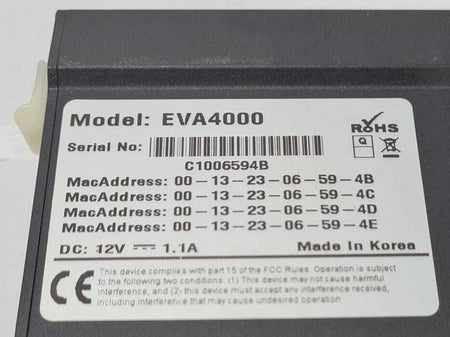 Model: EVA4000
RoHS
Serial No:
Q
C1006594B
MacAddress: 00-13-23-06-59-4B
MacAddress: 00-13-23-06-59-4C
MacAddress: 00-13-23-06-59-4D
MacAddress: 00-13-23-06-59-4E
DC: 12V ⎓ 1.1A Made In Korea
CE This device complies with part 15 of the FCC Rules. Operation is subject
to the following two conditions: (1) This device may not cause harmful
interference, and (2) this device must accept any interference received,
including interference that may cause undesired operation.